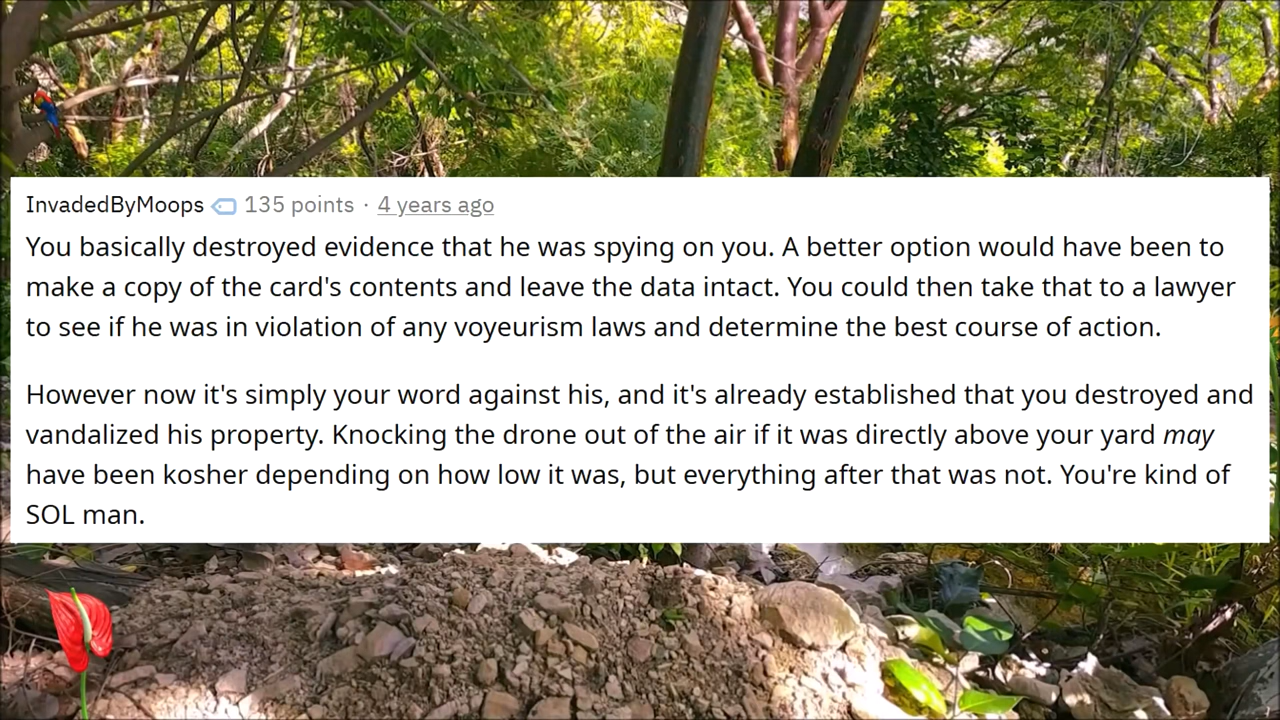 InvadedByMoops 135 points · 4 years ago
You basically destroyed evidence that he was spying on you. A better option would have been to
make a copy of the card's contents and leave the data intact. You could then take that to a lawyer
to see if he was in violation of any voyeurism laws and determine the best course of action.
However now it's simply your word against his, and it's already established that you destroyed and
vandalized his property. Knocking the drone out of the air if it was directly above your yard may
have been kosher depending on how low it was, but everything after that was not. You're kind of
SOL man.